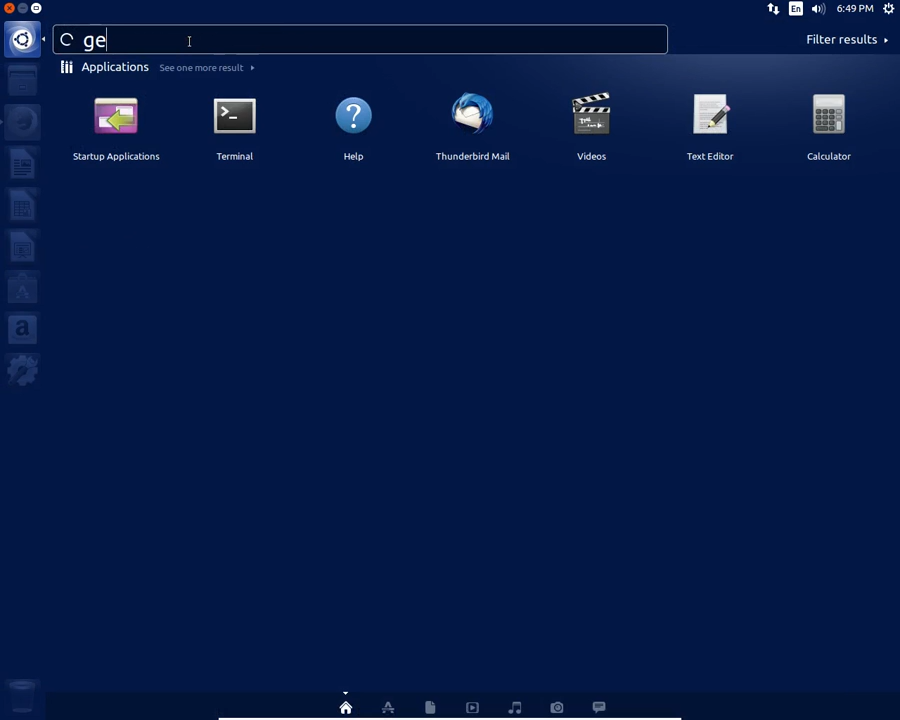 En 6:49 PM
ge
Filter results
Applications See one more result
Startup Applications Terminal Help Thunderbird Mail Videos Text Editor Calculator
a